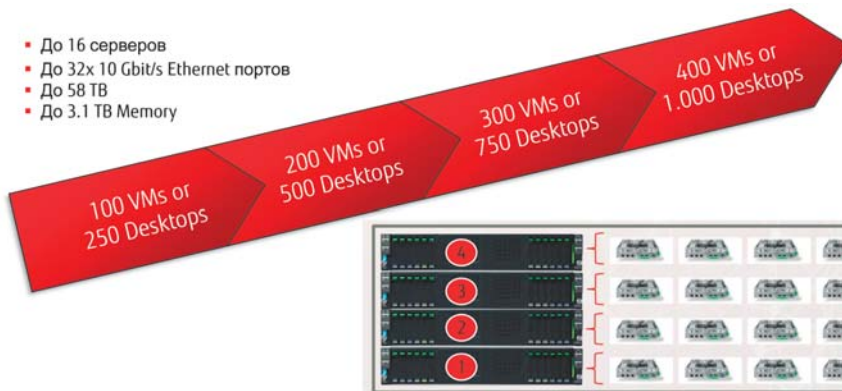 До 16 серверов
До 32x 10 Gbit/s Ethernet портов
До 58 TB
До 3.1 TB Memory
100 VMs or
250 Desktops
200 VMs or
500 Desktops
300 VMs or
750 Desktops
400 VMs or
1.000 Desktops
4
3
2
1